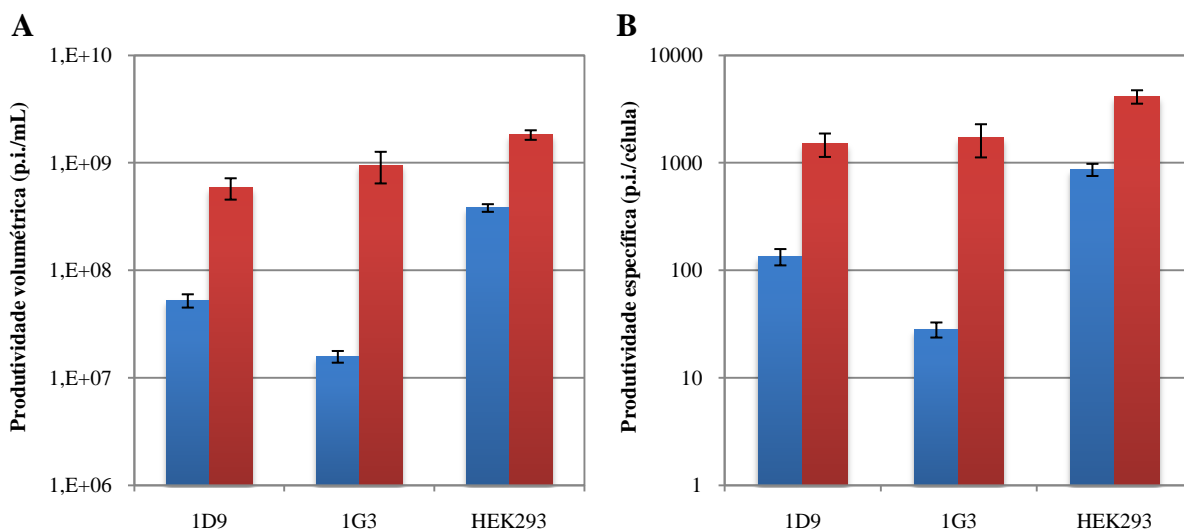 A
Produtividade volumétrica (p.i./mL)
1,E+10
1,E+09
1,E+08
1,E+07
1,E+06
1D9
1G3
HEK293
B
Produtividade específica (p.i./célula)
10000
1000
100
10
1
1D9
1G3
HEK293